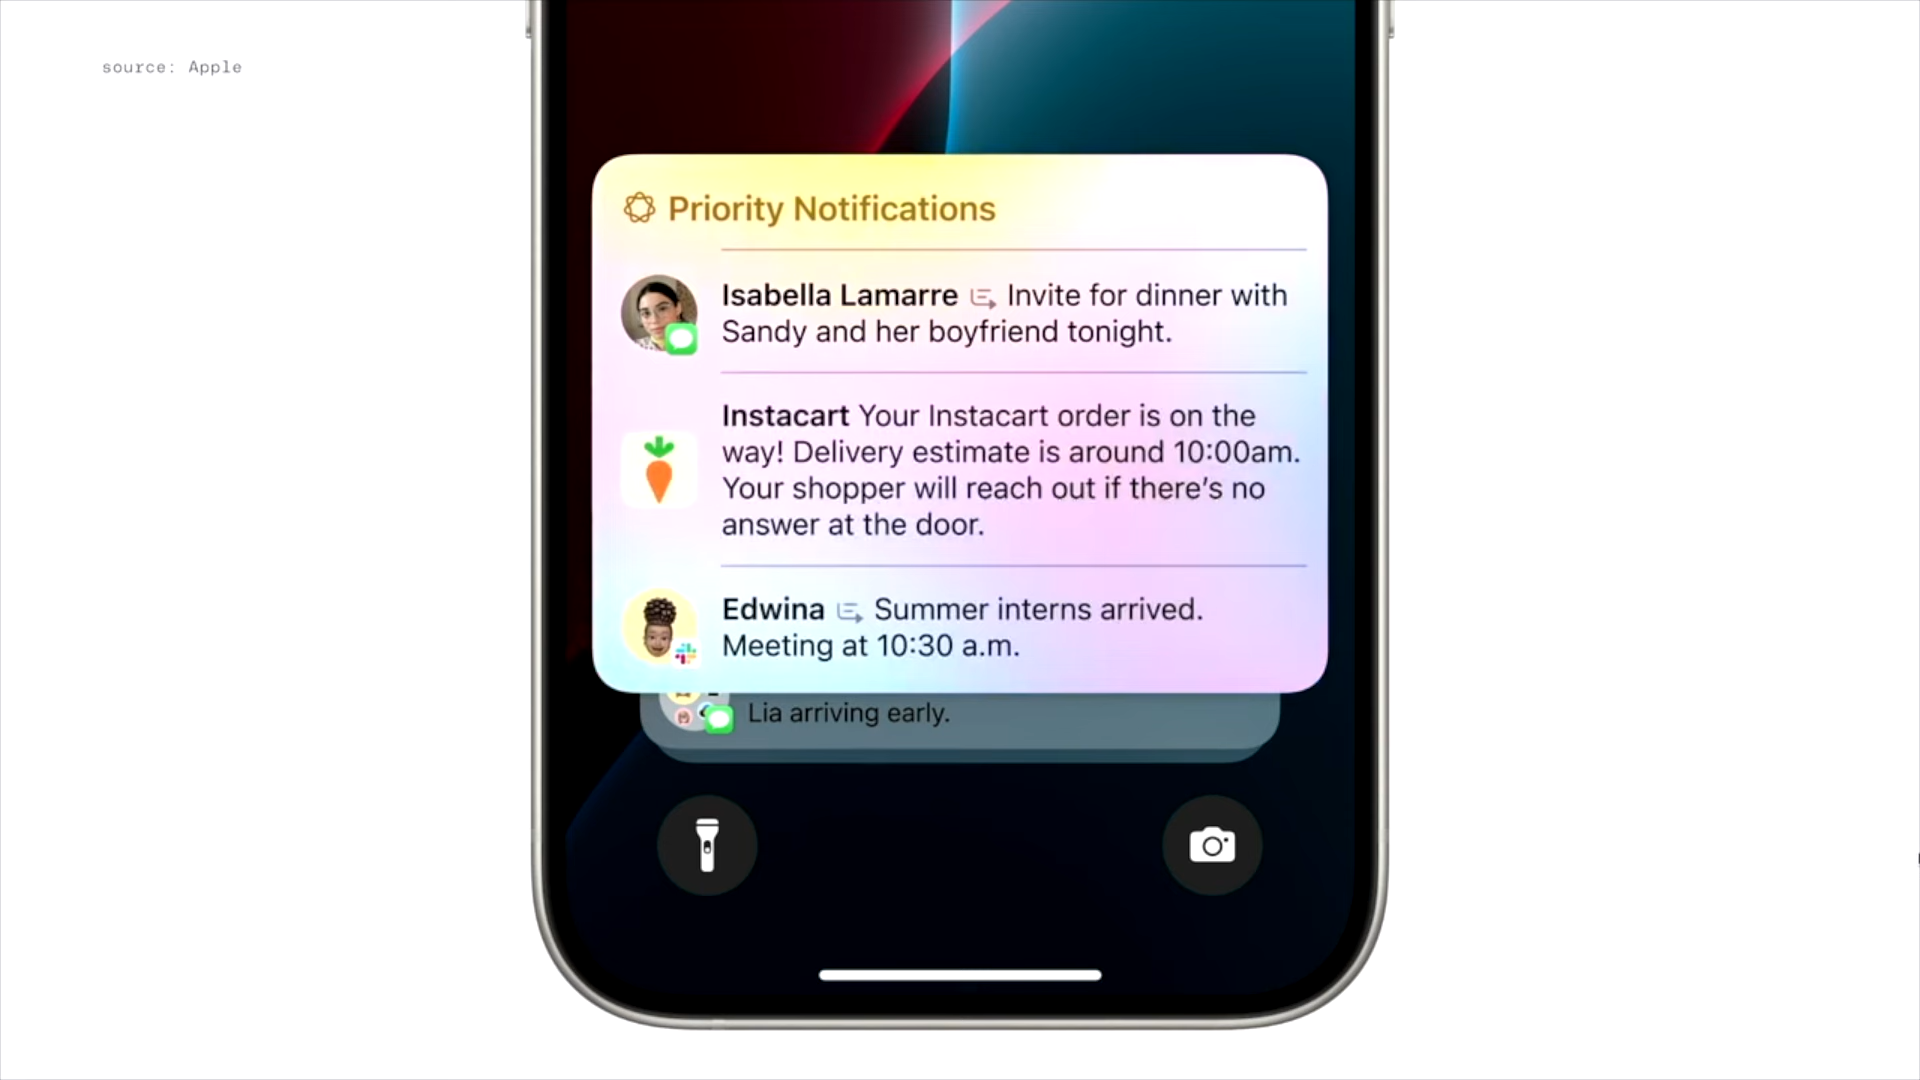 source: Apple
Priority Notifications
Isabella Lamarre Invite for dinner with
Sandy and her boyfriend tonight.
Instacart Your Instacart order is on the
way! Delivery estimate is around 10:00am.
Your shopper will reach out if there’s no
answer at the door.
Edwina Summer interns arrived.
Meeting at 10:30 a.m.
Lia arriving early.